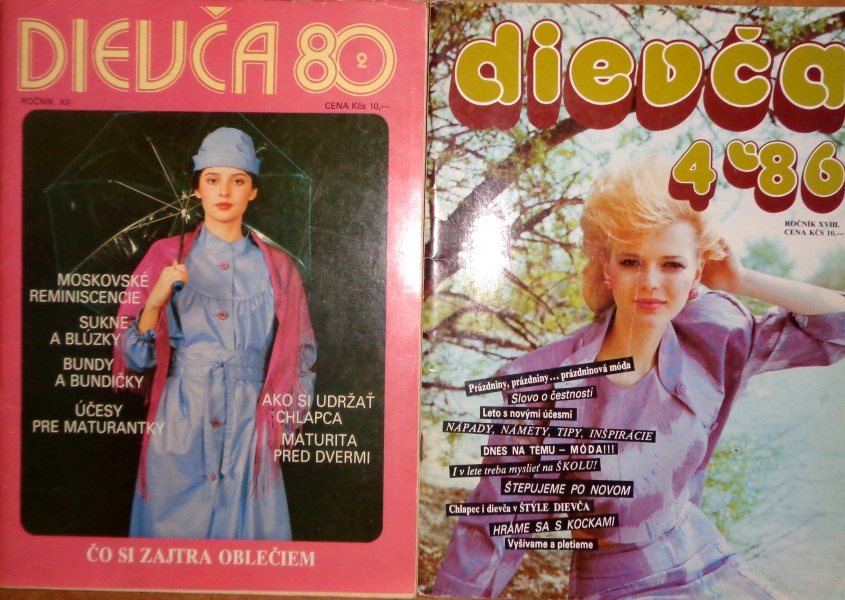 DIEVČA 80
2
ROČNÍK XII
CENA Kčs 10,—
MOSKOVSKÉ
REMINISCENCIE
SUKNE
A BLÚZKY
BUNDY
A BUNDIČKY
ÚČESY
PRE MATURANTKY
AKO SI UDRŽAŤ
CHLAPCA
MATURITA
PRED DVERMI
ČO SI ZAJTRA OBLEČIEM
dievča
4 '86
ROČNÍK XVIII.
CENA KČS 10,—
Prázdniny, prázdniny... prázdninová móda
Slovo o čestnosti
Leto s novými účesmi
NÁPADY, NÁMETY, TIPY, INŠPIRÁCIE
DNES NA TÉMU – MÓDA!!!
I v lete treba myslieť na ŠKOLU!
ŠTEPUJEME PO NOVOM
Chlapec i dievča v ŠTÝLE DIEVČA
HRÁME SA S KOCKAMI
Vyšívame a pletieme